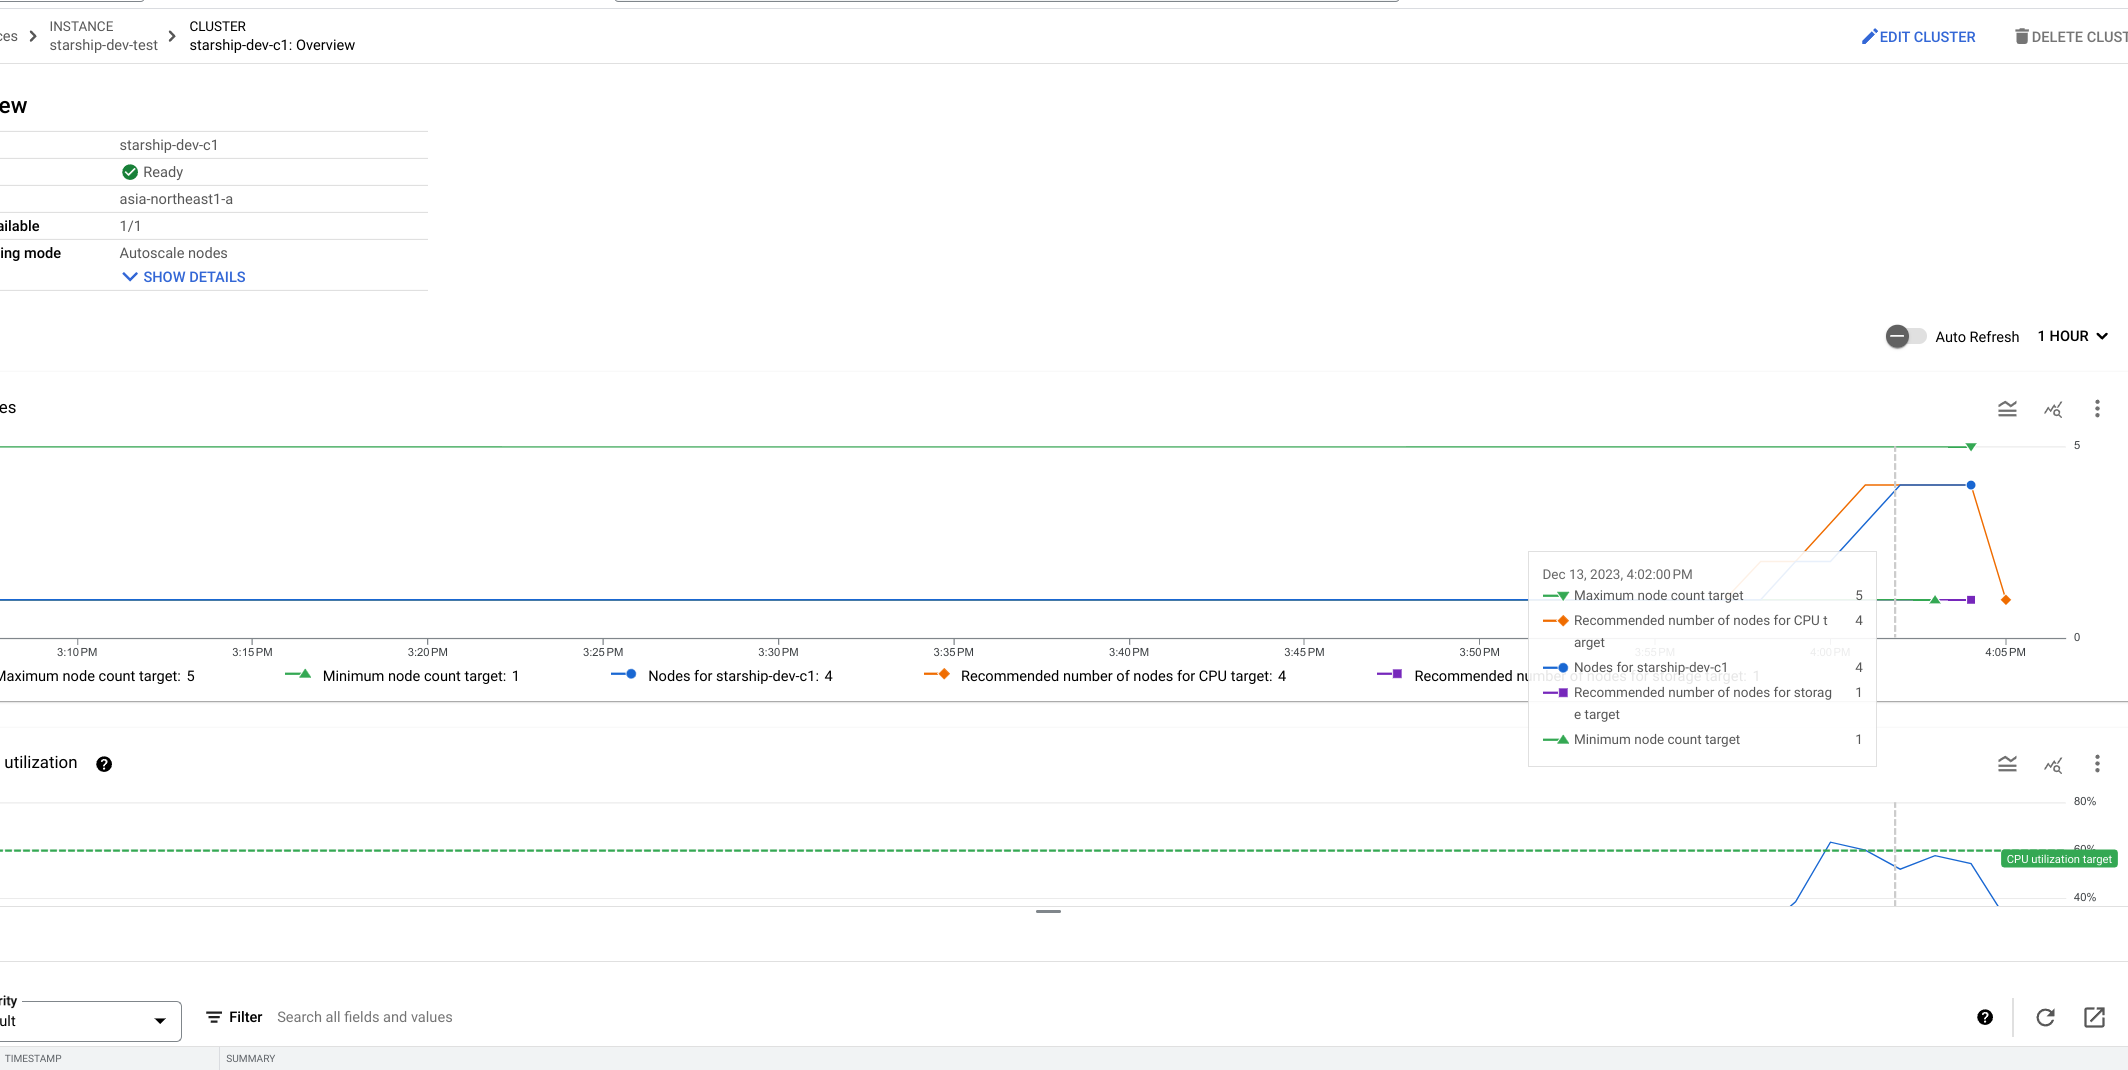 ces
INSTANCE
starship-dev-test
CLUSTER
starship-dev-c1: Overview
EDIT CLUSTER
DELETE CLUST
ew
starship-dev-c1
Ready
asia-northeast1-a
ailable 1/1
ing mode Autoscale nodes
SHOW DETAILS
Auto Refresh 1 HOUR
es
5
0
3:10 PM 3:15 PM 3:20 PM 3:25 PM 3:30 PM 3:35 PM 3:40 PM 3:45 PM 3:50 PM 3:55 PM 4:00 PM 4:05 PM
Maximum node count target: 5 Minimum node count target: 1 Nodes for starship-dev-c1: 4 Recommended number of nodes for CPU target: 4 Recommended number of nodes for storage target: 1
Dec 13, 2023, 4:02:00 PM
Maximum node count target 5
Recommended number of nodes for CPU t 4
arget
Nodes for starship-dev-c1 4
Recommended number of nodes for storag 1
e target
Minimum node count target 1
utilization
80%
60%
CPU utilization target
40%
rity
ult
Filter Search all fields and values
TIMESTAMP SUMMARY